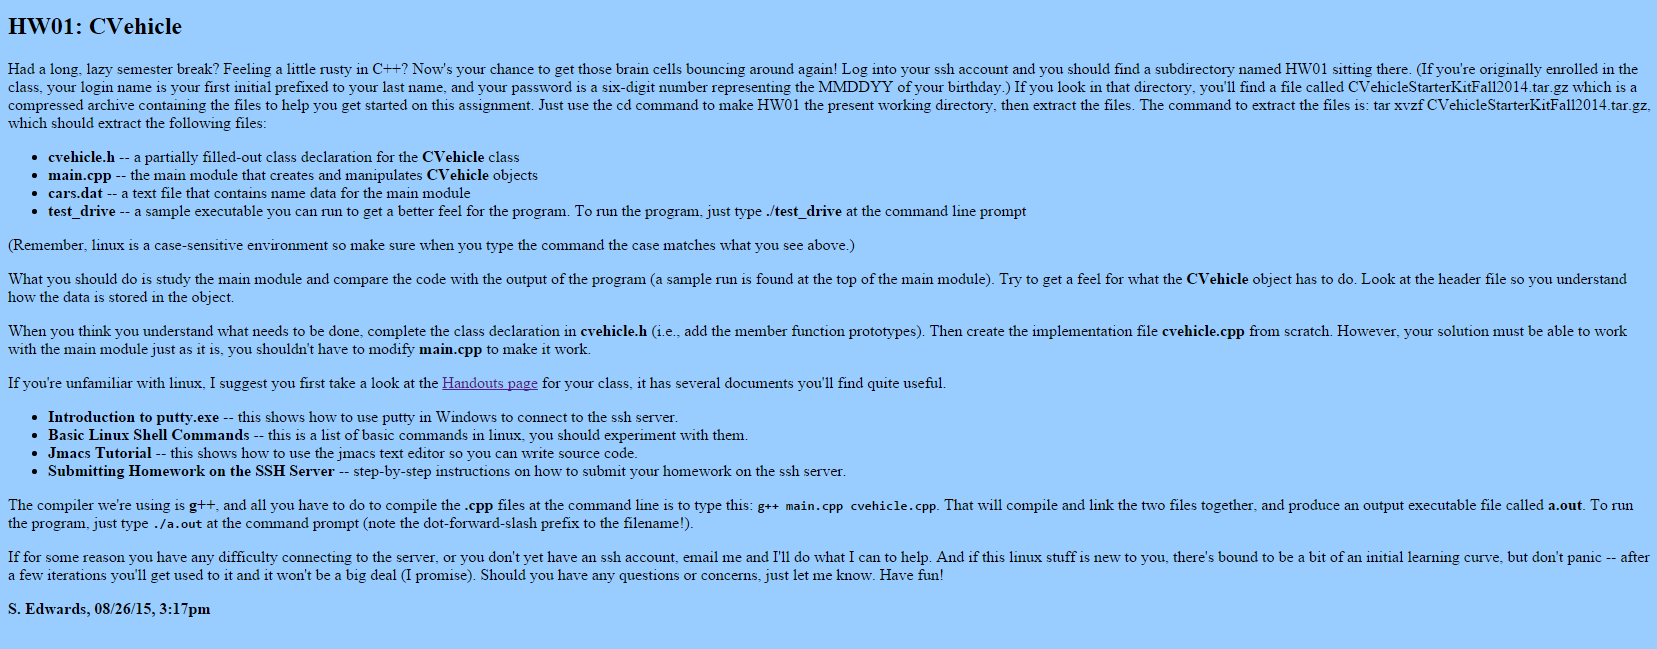 HW01: CVehicle
Had a long, lazy semester break? Feeling a little rusty in C++? Now's your chance to get those brain cells bouncing around again! Log into your ssh account and you should find a subdirectory named HW01 sitting there. (If you're originally enrolled in the
class, your login name is your first initial prefixed to your last name, and your password is a six-digit number representing the MMDDYY of your birthday.) If you look in that directory, you'll find a file called CVehicleStarterKitFall2014.tar.gz which is a
compressed archive containing the files to help you get started on this assignment. Just use the cd command to make HW01 the present working directory, then extract the files. The command to extract the files is: tar xvzf CVehicleStarterKitFall2014.tar.gz,
which should extract the following files:
• cvehicle.h -- a partially filled-out class declaration for the CVehicle class
• main.cpp -- the main module that creates and manipulates CVehicle objects
• cars.dat -- a text file that contains name data for the main module
• test_drive -- a sample executable you can run to get a better feel for the program. To run the program, just type ./test_drive at the command line prompt
(Remember, linux is a case-sensitive environment so make sure when you type the command the case matches what you see above.)
What you should do is study the main module and compare the code with the output of the program (a sample run is found at the top of the main module). Try to get a feel for what the CVehicle object has to do. Look at the header file so you understand
how the data is stored in the object.
When you think you understand what needs to be done, complete the class declaration in cvehicle.h (i.e., add the member function prototypes). Then create the implementation file cvehicle.cpp from scratch. However, your solution must be able to work
with the main module just as it is, you shouldn't have to modify main.cpp to make it work.
If you're unfamiliar with linux, I suggest you first take a look at the Handouts page for your class, it has several documents you'll find quite useful.
• Introduction to putty.exe -- this shows how to use putty in Windows to connect to the ssh server.
• Basic Linux Shell Commands -- this is a list of basic commands in linux, you should experiment with them.
• Jmacs Tutorial -- this shows how to use the jmacs text editor so you can write source code.
• Submitting Homework on the SSH Server -- step-by-step instructions on how to submit your homework on the ssh server.
The compiler we're using is g++, and all you have to do to compile the .cpp files at the command line is to type this: g++ main.cpp cvehicle.cpp. That will compile and link the two files together, and produce an output executable file called a.out. To run
the program, just type ./a.out at the command prompt (note the dot-forward-slash prefix to the filename!).
If for some reason you have any difficulty connecting to the server, or you don't yet have an ssh account, email me and I'll do what I can to help. And if this linux stuff is new to you, there's bound to be a bit of an initial learning curve, but don't panic -- after
a few iterations you'll get used to it and it won't be a big deal (I promise). Should you have any questions or concerns, just let me know. Have fun!
S. Edwards, 08/26/15, 3:17pm